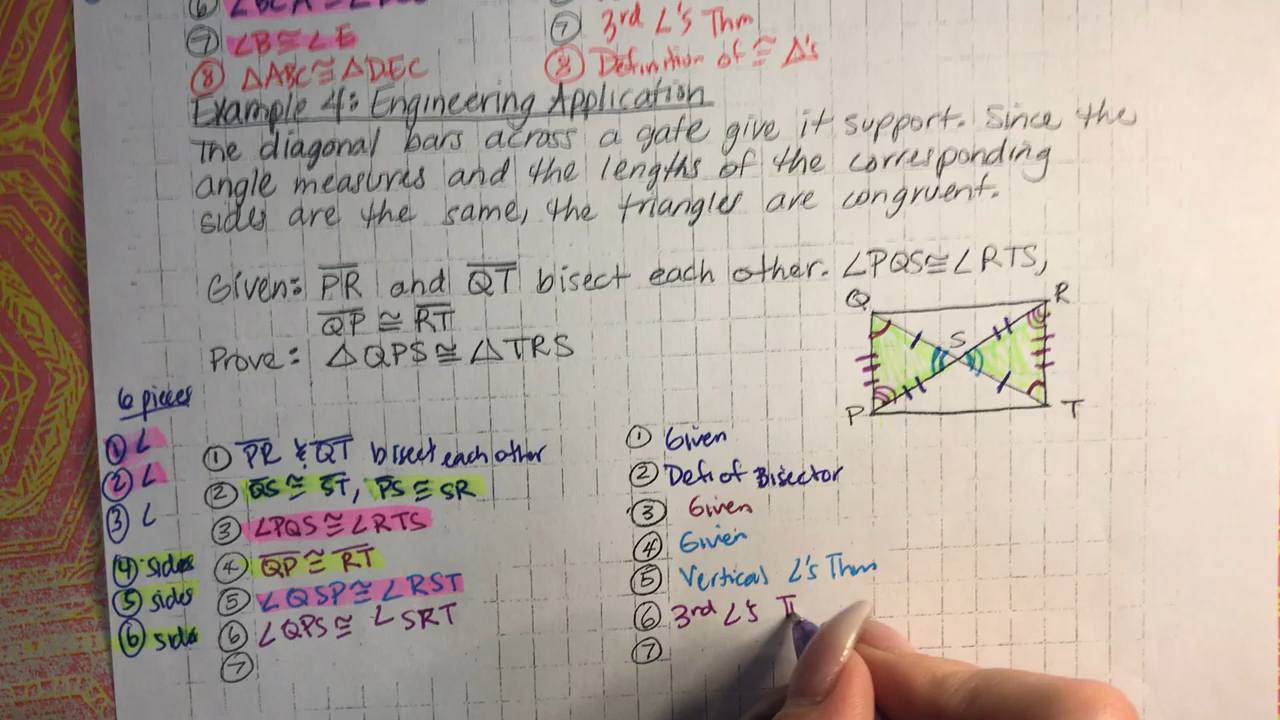 ⑥ ∠BCA ≅ ∠
⑦ ∠B ≅ ∠E
⑦ 3rd ∠'s Thm
⑧ △ABC ≅ △DEC
⑧ Definition of ≅ △'s
Example 4: Engineering Application
The diagonal bars across a gate give it support. Since the
angle measures and the lengths of the corresponding
sides are the same, the triangles are congruent.
Given: PR and QT bisect each other. ∠PQS ≅ ∠RTS,
QP ≅ RT
Prove: △QPS ≅ △TRS
Q
R
S
P
T
6 pieces
① ∠
② ∠
③ ∠
④ sides
⑤ sides
⑥ side
① PR & QT bisect each other
② QS ≅ ST, PS ≅ SR
③ ∠PQS ≅ ∠RTS
④ QP ≅ RT
⑤ ∠QSP ≅ ∠RST
⑥ ∠QPS ≅ ∠SRT
⑦
① Given
② Def. of Bisector
③ Given
④ Given
⑤ Vertical ∠'s Thm
⑥ 3rd ∠'s T
⑦